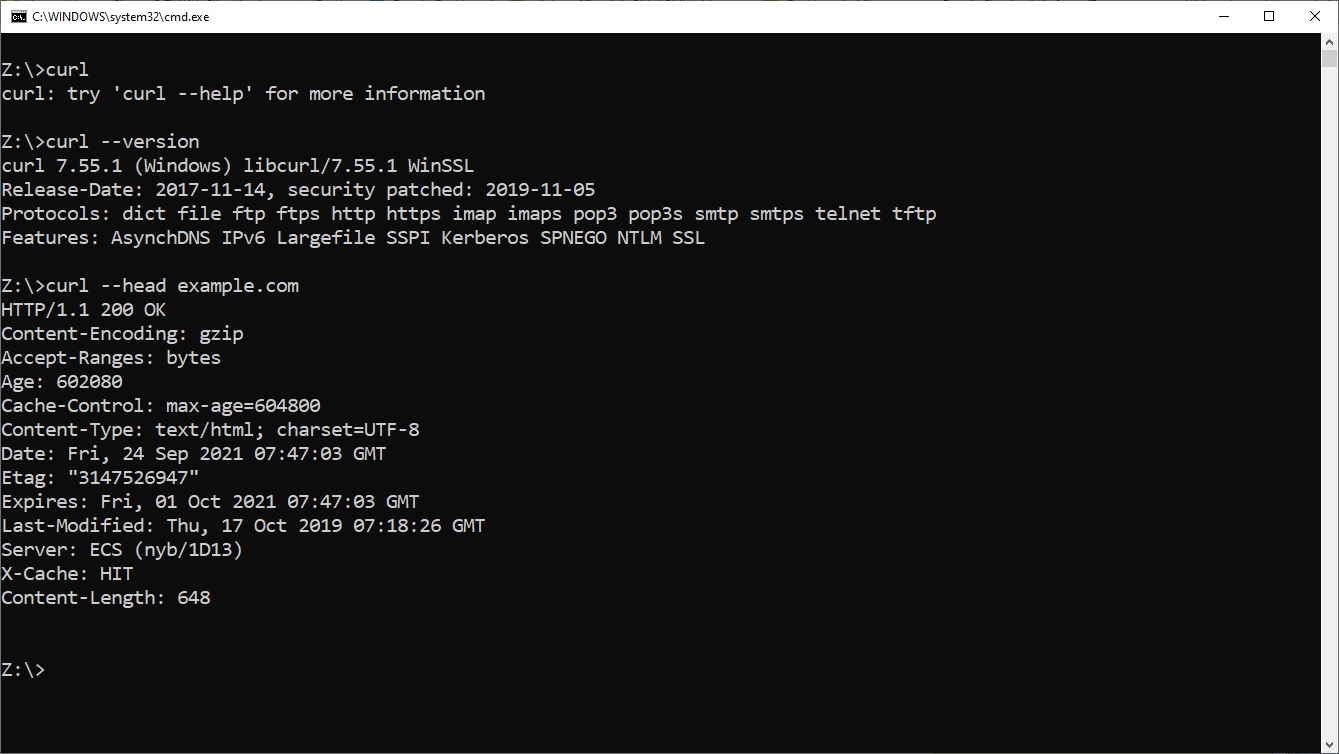 C:\WINDOWS\system32\cmd.exe
Z:\>curl
curl: try 'curl --help' for more information
Z:\>curl --version
curl 7.55.1 (Windows) libcurl/7.55.1 WinSSL
Release-Date: 2017-11-14, security patched: 2019-11-05
Protocols: dict file ftp ftps http https imap imaps pop3 pop3s smtp smtps telnet tftp
Features: AsynchDNS IPv6 Largefile SSPI Kerberos SPNEGO NTLM SSL
Z:\>curl --head example.com
HTTP/1.1 200 OK
Content-Encoding: gzip
Accept-Ranges: bytes
Age: 602080
Cache-Control: max-age=604800
Content-Type: text/html; charset=UTF-8
Date: Fri, 24 Sep 2021 07:47:03 GMT
Etag: "3147526947"
Expires: Fri, 01 Oct 2021 07:47:03 GMT
Last-Modified: Thu, 17 Oct 2019 07:18:26 GMT
Server: ECS (nyb/1D13)
X-Cache: HIT
Content-Length: 648
Z:\>